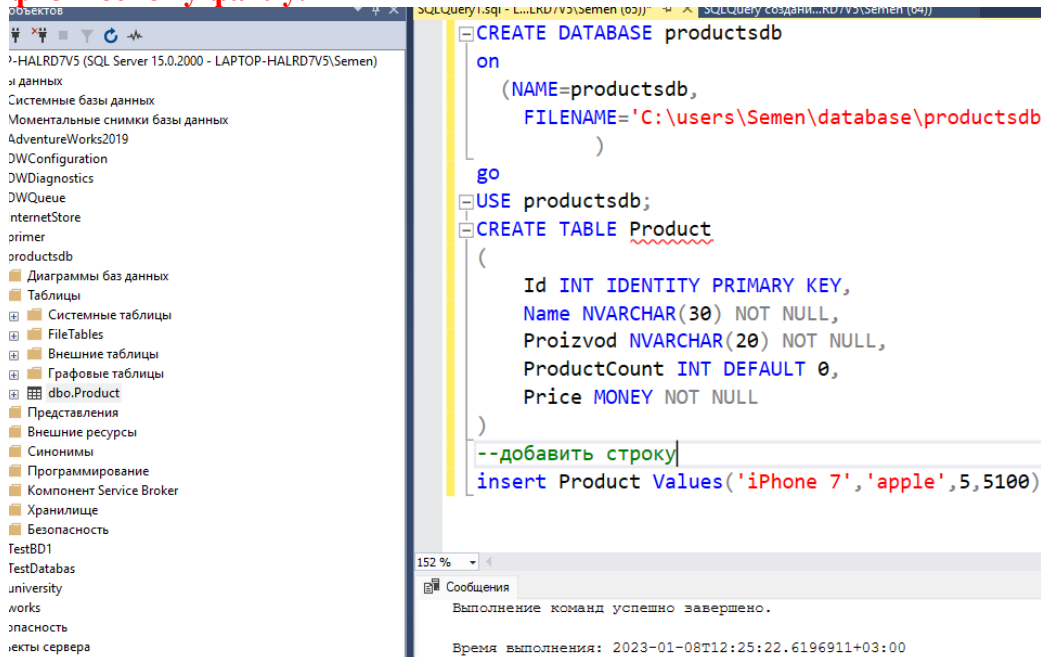 объектов
SQLQuery1.sql - L...LRD7V5\Semen (65))*
SQLQuery создани...RD7V5\Semen (64))
P-HALRD7V5 (SQL Server 15.0.2000 - LAPTOP-HALRD7V5\Semen)
ы данных
Системные базы данных
Моментальные снимки базы данных
AdventureWorks2019
DWConfiguration
DWDiagnostics
DWQueue
nternetStore
primer
productsdb
Диаграммы баз данных
Таблицы
Системные таблицы
FileTables
Внешние таблицы
Графовые таблицы
dbo.Product
Представления
Внешние ресурсы
Синонимы
Программирование
Компонент Service Broker
Хранилище
Безопасность
TestBD1
TestDatabas
university
works
опасность
екты сервера
CREATE DATABASE productsdb
on
(NAME=productsdb,
FILENAME='C:\users\Semen\database\productsdb
)
go
USE productsdb;
CREATE TABLE Product
(
Id INT IDENTITY PRIMARY KEY,
Name NVARCHAR(30) NOT NULL,
Proizvod NVARCHAR(20) NOT NULL,
ProductCount INT DEFAULT 0,
Price MONEY NOT NULL
)
--добавить строку
insert Product Values('iPhone 7','apple',5,5100)
152 %
Сообщения
Выполнение команд успешно завершено.
Время выполнения: 2023-01-08T12:25:22.6196911+03:00